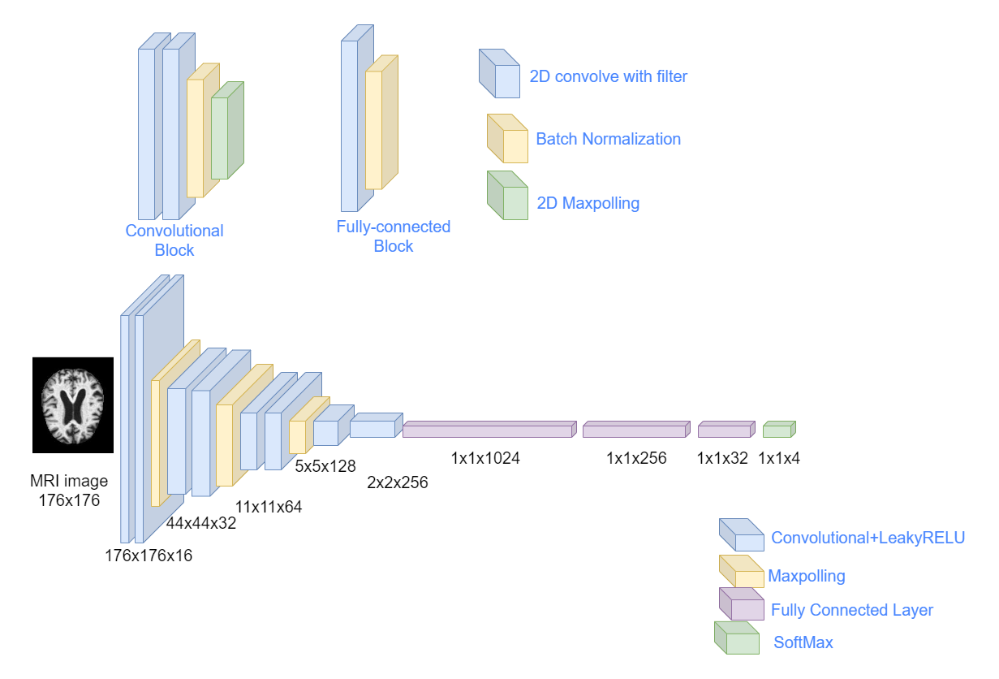 2D convolve with filter
Batch Normalization
2D Maxpolling
Convolutional
Block
Fully-connected
Block
MRI image
176x176
176x176x16
44x44x32
11x11x64
5x5x128
2x2x256
1x1x1024
1x1x256
1x1x32
1x1x4
Convolutional+LeakyRELU
Maxpolling
Fully Connected Layer
SoftMax